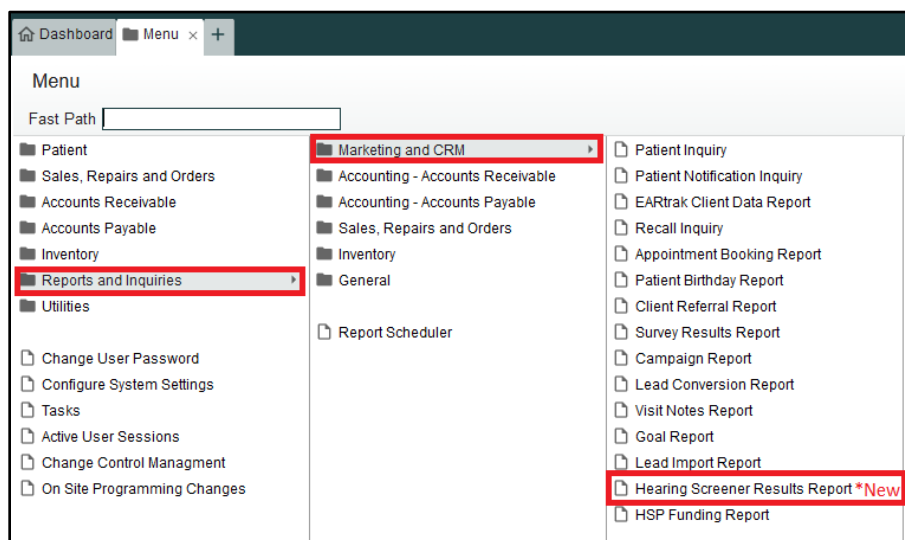 Dashboard Menu × +
Menu
Fast Path
Patient
Sales, Repairs and Orders
Accounts Receivable
Accounts Payable
Inventory
Reports and Inquiries
Utilities
Change User Password
Configure System Settings
Tasks
Active User Sessions
Change Control Managment
On Site Programming Changes
Marketing and CRM
Accounting - Accounts Receivable
Accounting - Accounts Payable
Sales, Repairs and Orders
Inventory
General
Report Scheduler
Patient Inquiry
Patient Notification Inquiry
EARtrak Client Data Report
Recall Inquiry
Appointment Booking Report
Patient Birthday Report
Client Referral Report
Survey Results Report
Campaign Report
Lead Conversion Report
Visit Notes Report
Goal Report
Lead Import Report
Hearing Screener Results Report *New
HSP Funding Report